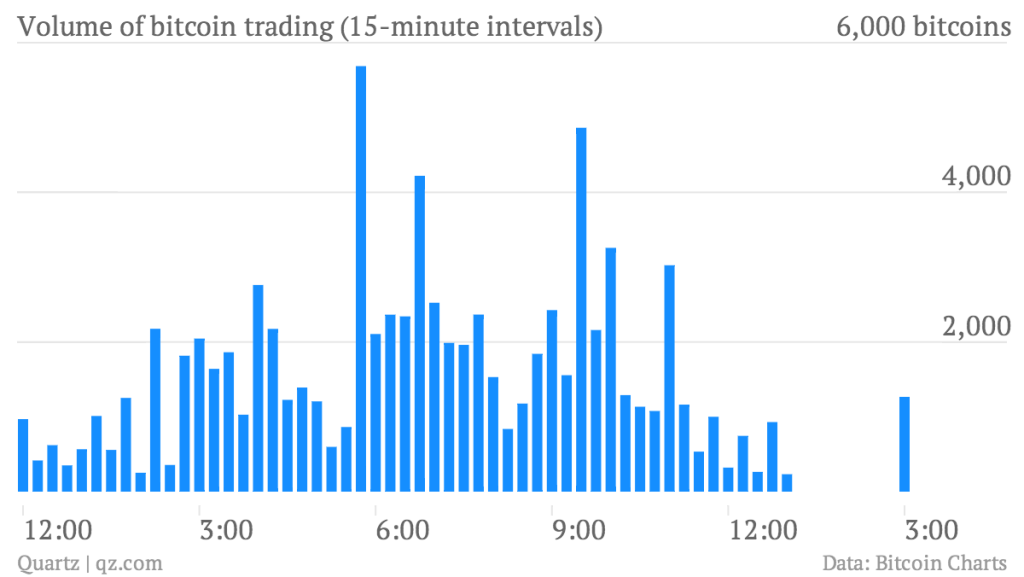 Volume of bitcoin trading (15-minute intervals)
6,000 bitcoins
4,000
2,000
12:00 3:00 6:00 9:00 12:00 3:00
Quartz | qz.com
Data: Bitcoin Charts